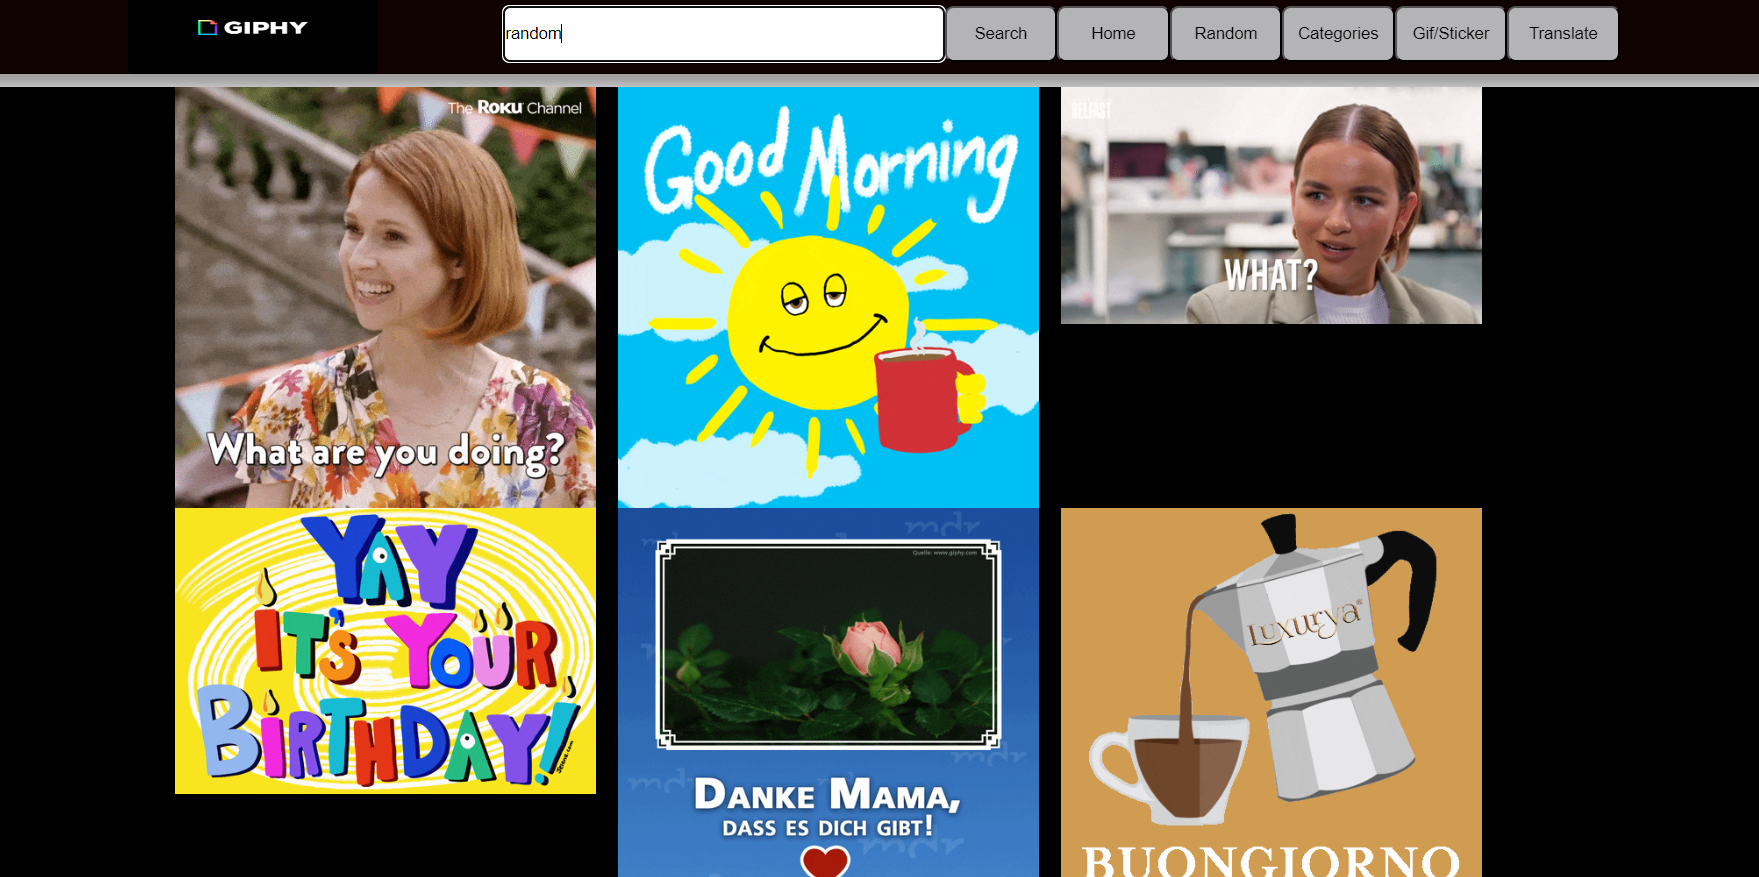 GIPHY
random
Search
Home
Random
Categories
Gif/Sticker
Translate
The Roku Channel
What are you doing?
Good Morning
BELFAST
WHAT?
YAY
IT'S YOUR
BIRTHDAY!
mdr
Quelle: www.giphy.com
DANKE MAMA,
DASS ES DICH GIBT!
Luxurya®
BUONGIORNO